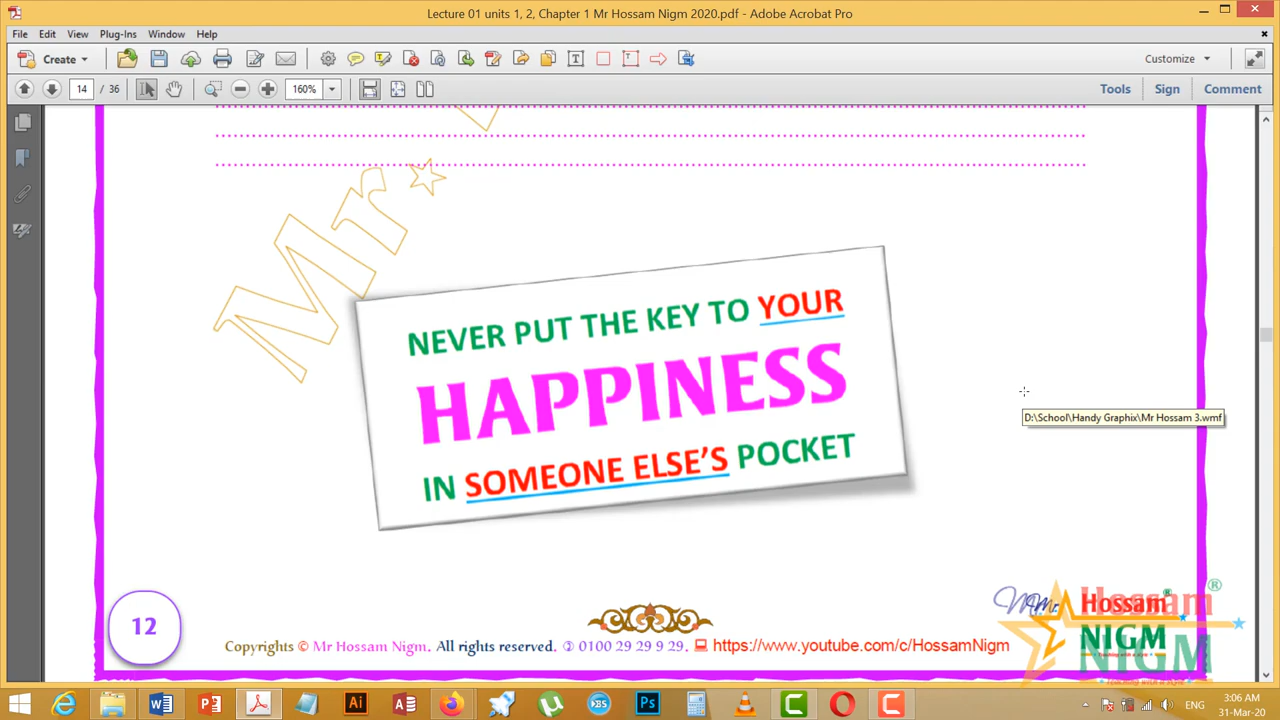 Lecture 01 units 1, 2, Chapter 1 Mr Hossam Nigm 2020.pdf - Adobe Acrobat Pro
File Edit View Plug-Ins Window Help
Create Customize
14 / 36 160% Tools Sign Comment
Mr
NEVER PUT THE KEY TO YOUR
HAPPINESS
IN SOMEONE ELSE'S POCKET
D:\School\Handy Graphix\Mr Hossam 3.wmf
12
Copyrights © Mr Hossam Nigm. All rights reserved. 0100 29 29 9 29. https://www.youtube.com/c/HossamNigm
Mr. Hossam®
NIGM
ENG
3:06 AM
31-Mar-20